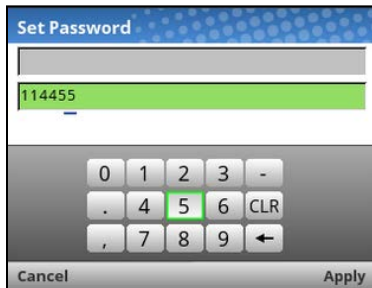 Set Password
114455
0 1 2 3 -
. 4 5 6 CLR
, 7 8 9 ←
Cancel Apply